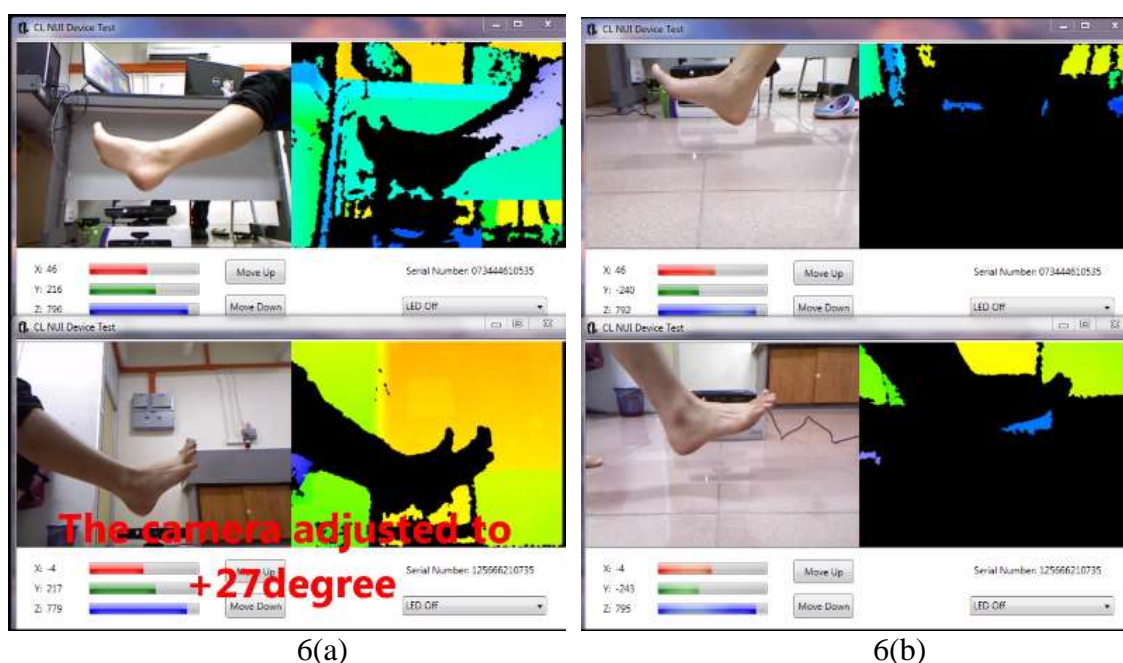 CL NUI Device Test
X: 46
Y: 216
Z: 796
Move Up
Move Down
Serial Number: 073444610535
LED Off
CL NUI Device Test
The camera adjusted to
+27degree
X: -4
Y: 217
Z: 779
Move Up
Move Down
Serial Number: 125666210735
LED Off
6(a)
CL NUI Device Test
X: 46
Y: -240
Z: 792
Move Up
Move Down
Serial Number: 073444610535
LED Off
CL NUI Device Test
X: -4
Y: -243
Z: 795
Move Up
Move Down
Serial Number: 125666210735
LED Off
6(b)